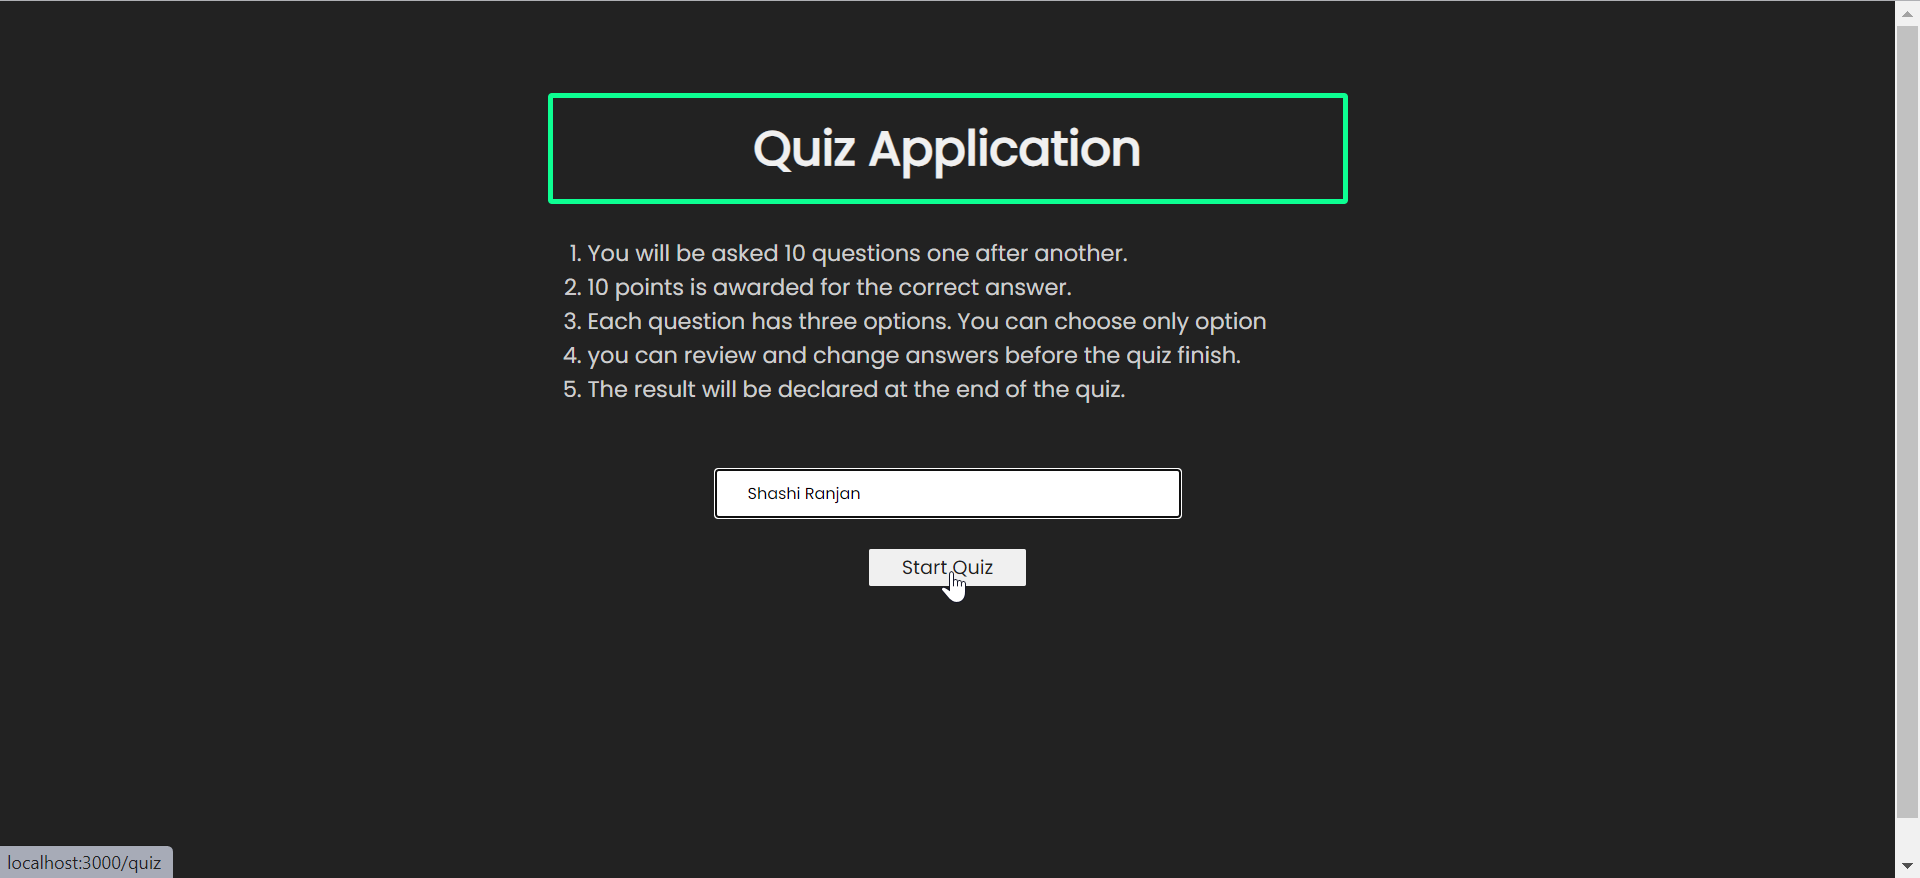 Quiz Application
1. You will be asked 10 questions one after another.
2. 10 points is awarded for the correct answer.
3. Each question has three options. You can choose only option
4. you can review and change answers before the quiz finish.
5. The result will be declared at the end of the quiz.
Shashi Ranjan
Start Quiz
localhost:3000/quiz